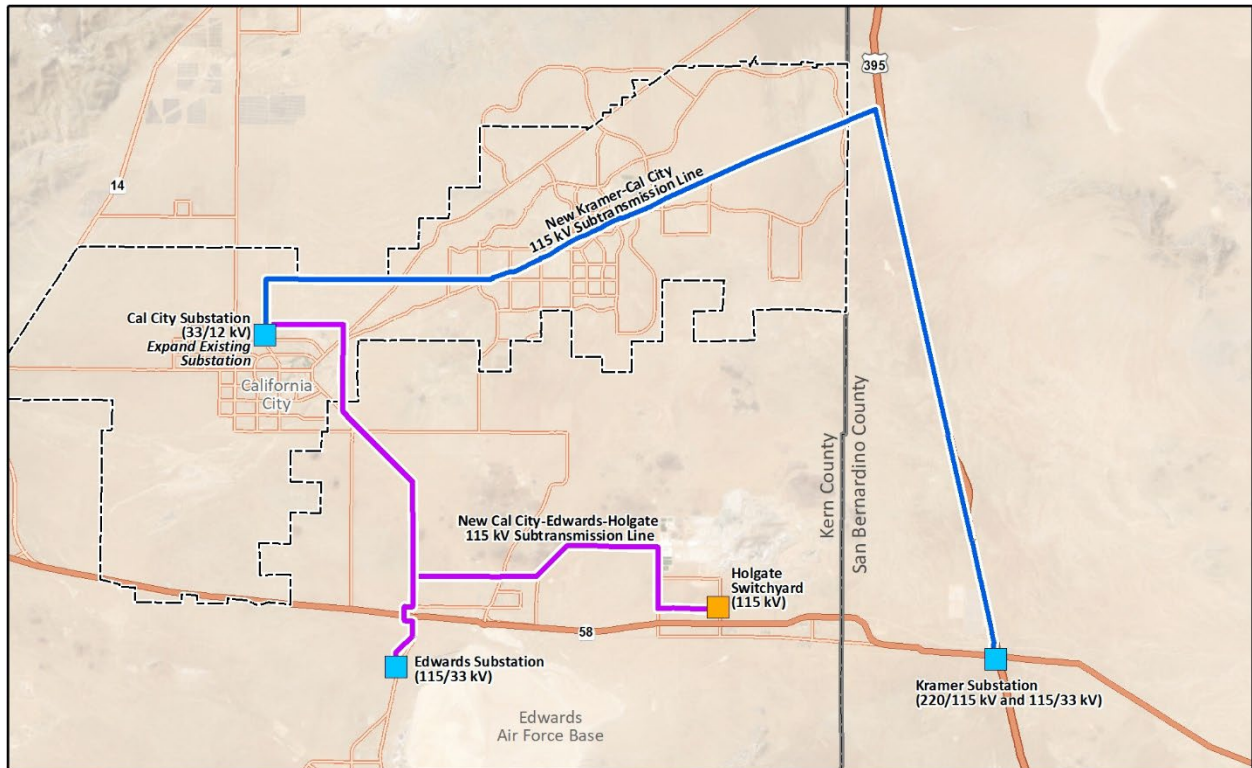 395
14
New Kramer-Cal City
115 kV Subtransmission Line
Cal City Substation
(33/12 kV)
Expand Existing
Substation
California
City
Kern County
San Bernardino County
New Cal City-Edwards-Holgate
115 kV Subtransmission Line
Holgate
Switchyard
(115 kV)
58
Edwards Substation
(115/33 kV)
Kramer Substation
(220/115 kV and 115/33 kV)
Edwards
Air Force Base